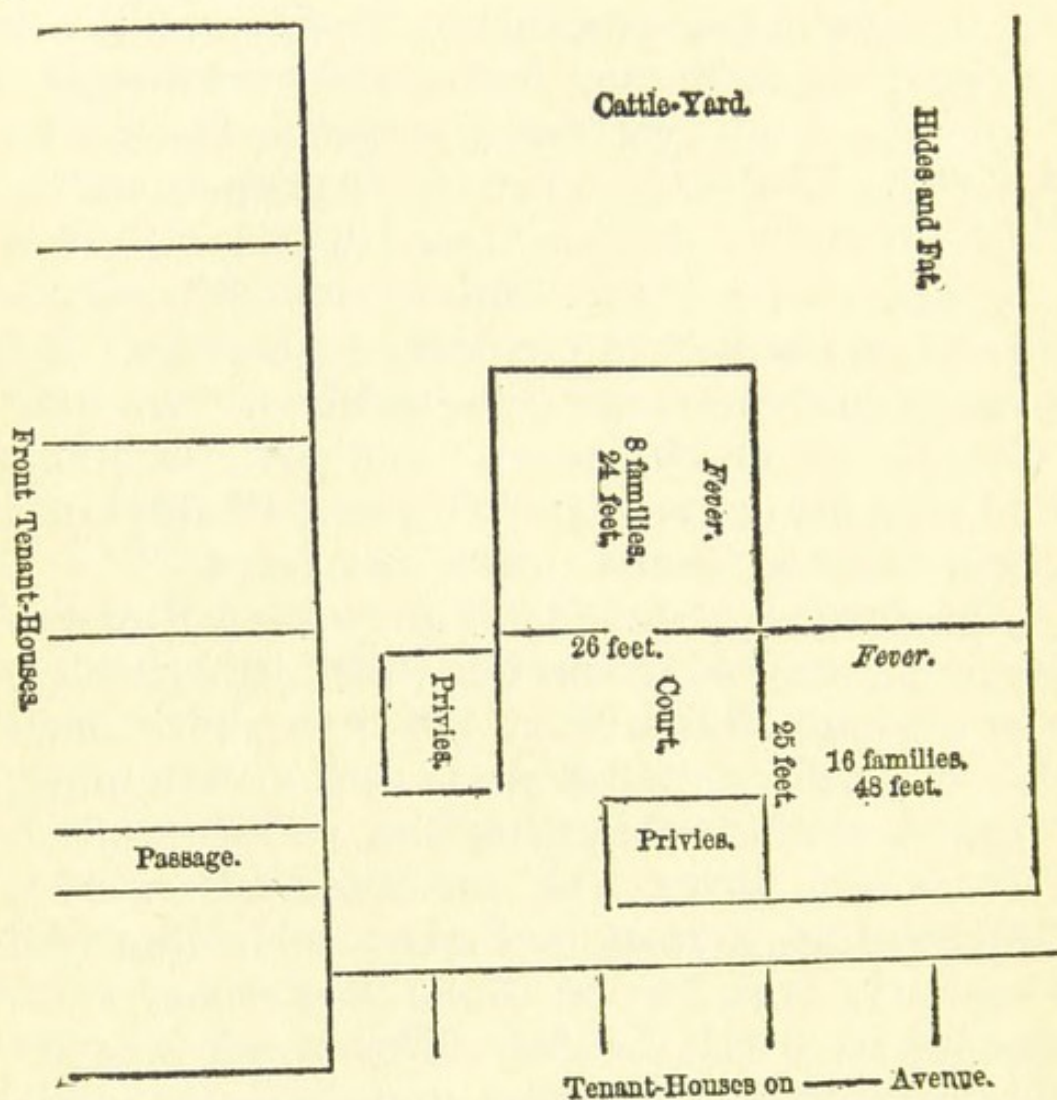 Cattle-Yard.
Hides and Fat.
Front Tenant-Houses.
Fever.
8 families.
24 feet,
26 feet.
Fever.
Privies.
Court,
25 feet.
16 families,
48 feet.
Privies.
Passage.
Tenant-Houses on —— Avenue.